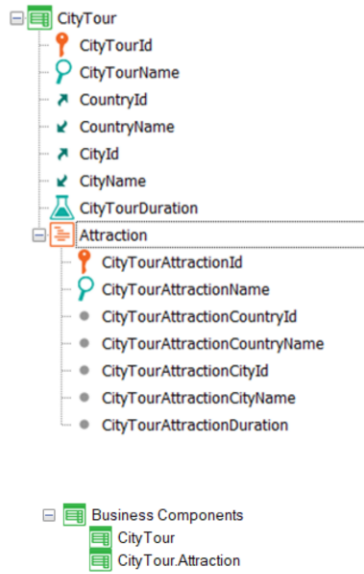 CityTour
CityTourId
CityTourName
CountryId
CountryName
CityId
CityName
CityTourDuration
Attraction
CityTourAttractionId
CityTourAttractionName
CityTourAttractionCountryId
CityTourAttractionCountryName
CityTourAttractionCityId
CityTourAttractionCityName
CityTourAttractionDuration
Business Components
CityTour
CityTour.Attraction